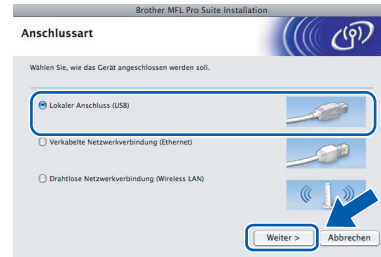 Brother MFL Pro Suite Installation
Anschlussart
Wählen Sie, wie das Gerät angeschlossen werden soll.
Lokaler Anschluss (USB)
Verkabelte Netzwerkverbindung (Ethernet)
Drahtlose Netzwerkverbindung (Wireless LAN)
Weiter > Abbrechen